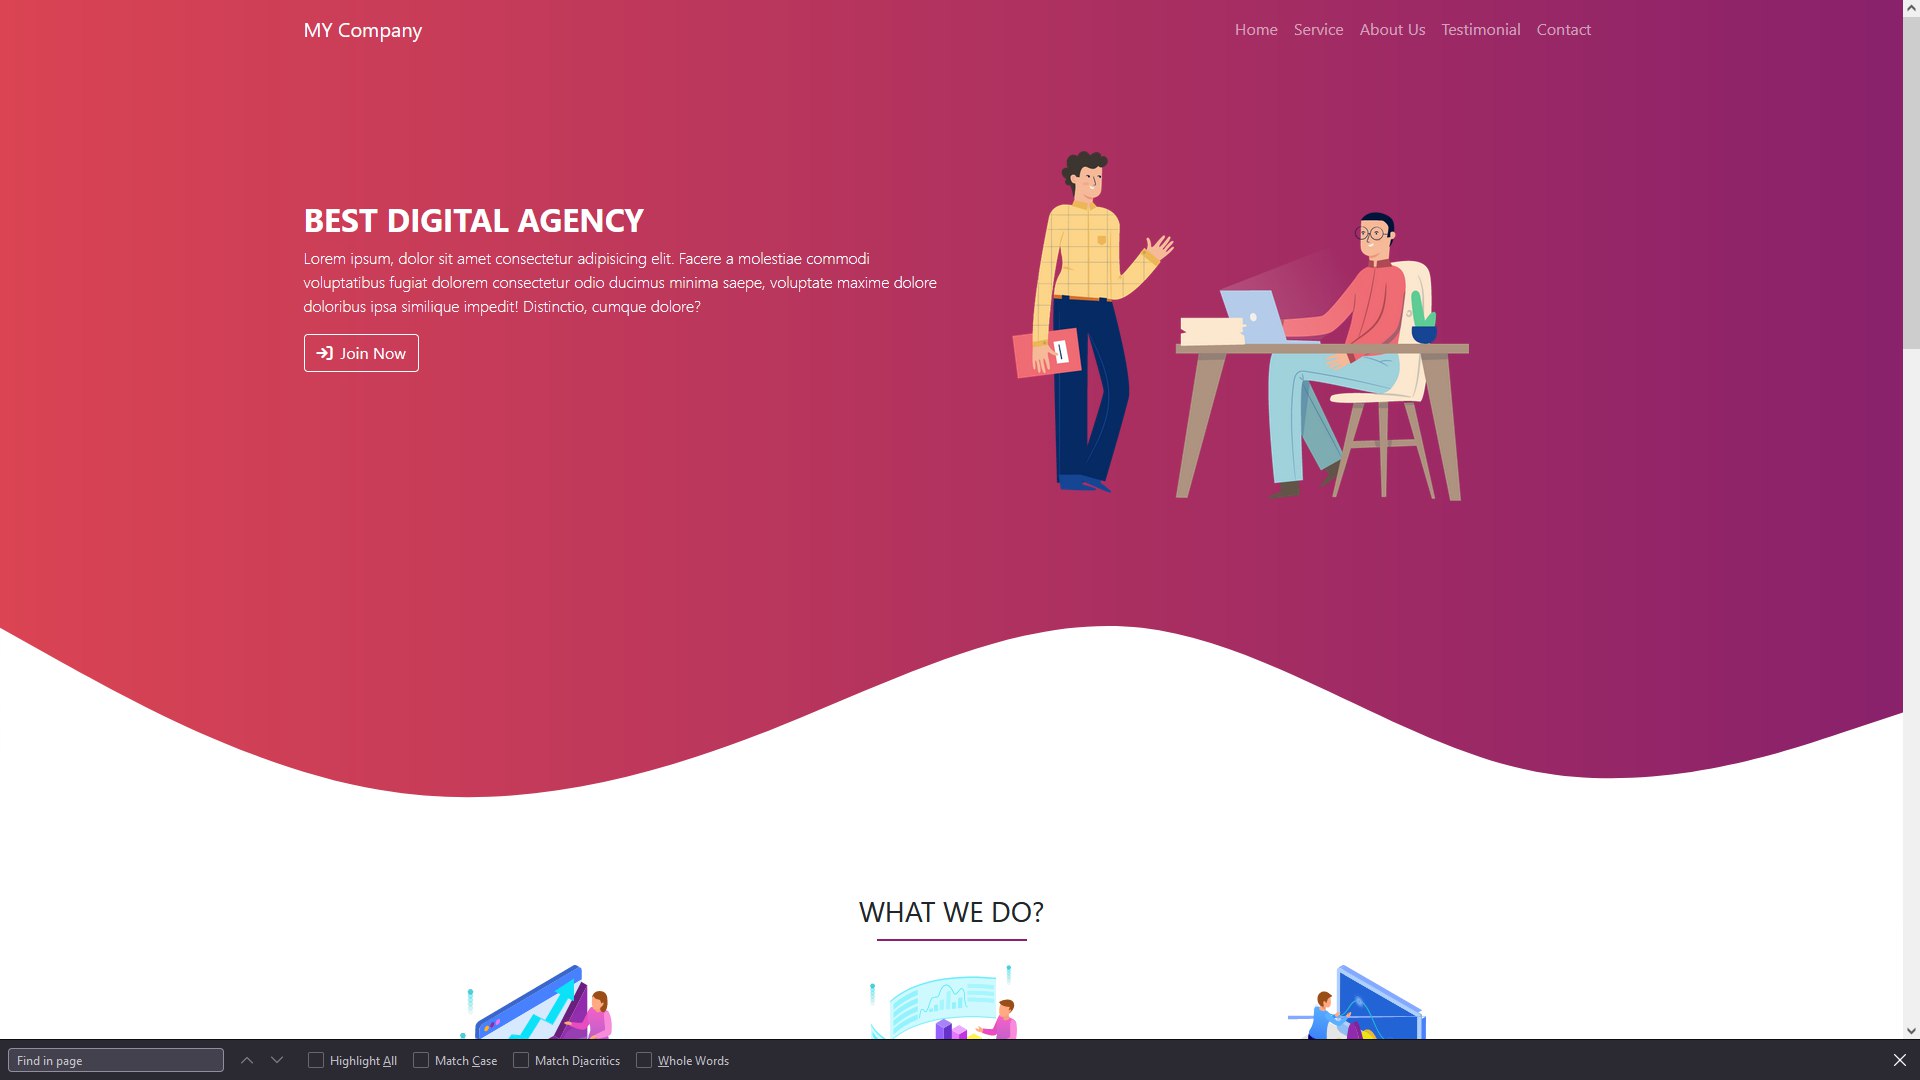 MY Company
Home Service About Us Testimonial Contact
BEST DIGITAL AGENCY
Lorem ipsum, dolor sit amet consectetur adipisicing elit. Facere a molestiae commodi
voluptatibus fugiat dolorem consectetur odio ducimus minima saepe, voluptate maxime dolore
doloribus ipsa similique impedit! Distinctio, cumque dolore?
Join Now
WHAT WE DO?
Find in page
Highlight All
Match Case
Match Diacritics
Whole Words